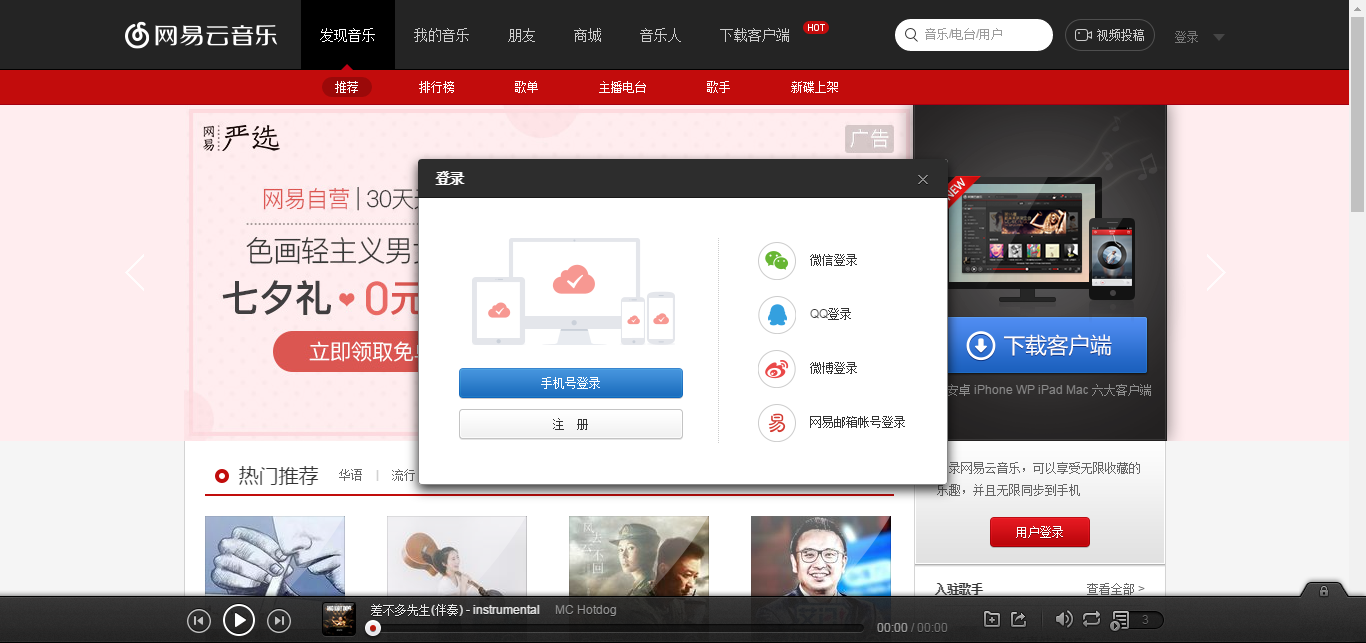 网易云音乐
发现音乐
我的音乐
朋友
商城
音乐人
下载客户端
HOT
音乐/电台/用户
视频投稿
登录
推荐
排行榜
歌单
主播电台
歌手
新碟上架
网易严选
广告
网易自营 | 30天
色画轻主义男
七夕礼 ❤ 0元
立即领取免
登录
手机号登录
注 册
微信登录
QQ登录
微博登录
网易邮箱帐号登录
NEW
下载客户端
安卓 iPhone WP iPad Mac 六大客户端
录网易云音乐，可以享受无限收藏的
乐趣，并且无限同步到手机
用户登录
热门推荐
华语 | 流行
入驻歌手
查看全部 >
差不多先生(伴奏) - instrumental MC Hotdog
00:00 / 00:00
3